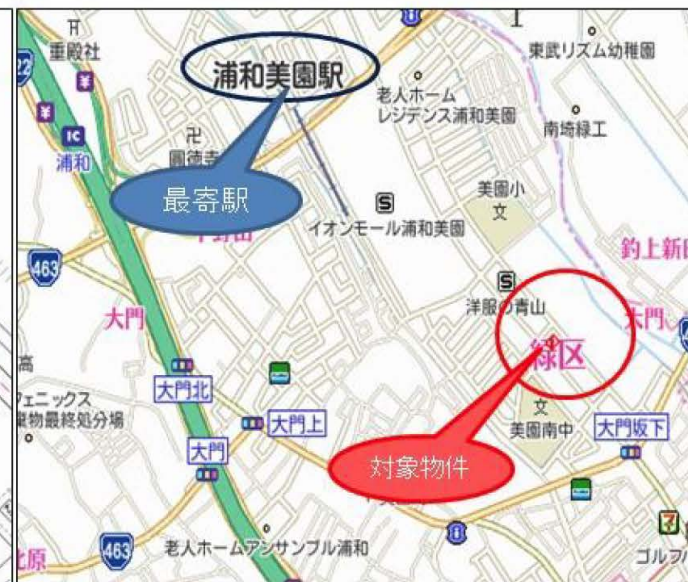 重殿社
浦和美園駅
東武リズム幼稚園
老人ホーム
レジデンス浦和美園
南埼緑工
IC
浦和
圓徳寺
最寄駅
美園小
文
S
イオンモール浦和美園
釣上新田
463
S
洋服の青山
大門
大門
緑区
大門北
フェニックス
棄物最終処分場
大門上
文
美園南中
大門坂下
大門
対象物件
463
老人ホームアンサンブル浦和
北原
7
ゴルフ